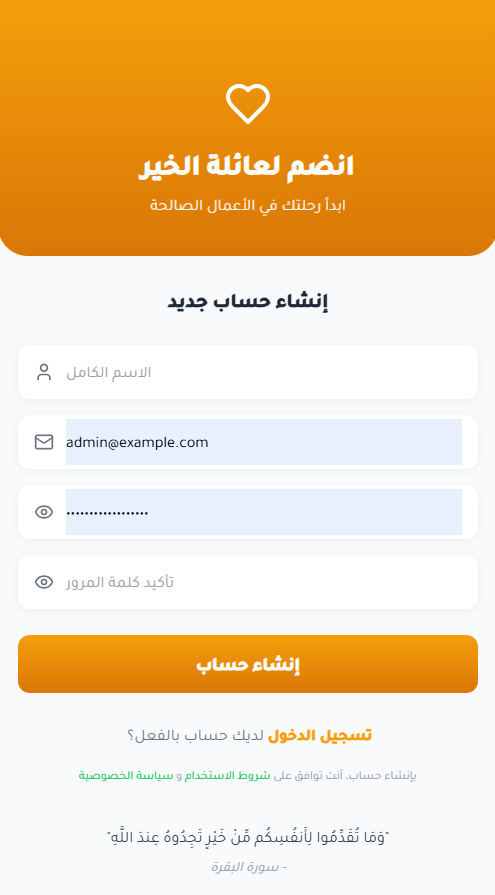 انضم لعائلة الخير
ابدأ رحلتك في الأعمال الصالحة
إنشاء حساب جديد
الاسم الكامل
admin@example.com
••••••••••••••••••
تأكيد كلمة المرور
إنشاء حساب
تسجيل الدخول لديك حساب بالفعل؟
بإنشاء حساب، أنت توافق على شروط الاستخدام و سياسة الخصوصية
"وَمَا تُقَدِّمُوا لِأَنفُسِكُم مِّنْ خَيْرٍ تَجِدُوهُ عِندَ اللَّهِ"
- سورة البقرة